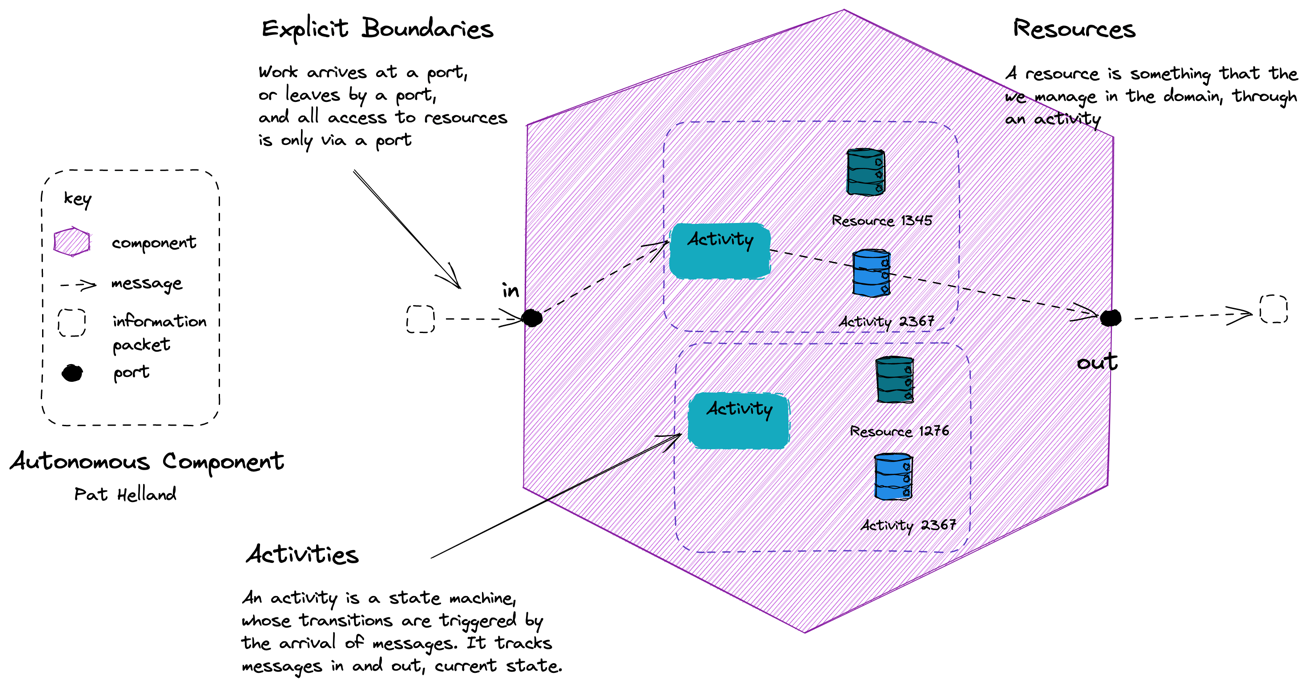 Explicit Boundaries
Work arrives at a port,
or leaves by a port,
and all access to resources
is only via a port
Resources
A resource is something that the
we manage in the domain, through
an activity
key
component
message
information
packet
port
Autonomous Component
Pat Helland
in
Activity
Resource 1345
Activity 2367
out
Activity
Resource 1276
Activity 2367
Activities
An activity is a state machine,
whose transitions are triggered by
the arrival of messages. It tracks
messages in and out, current state.